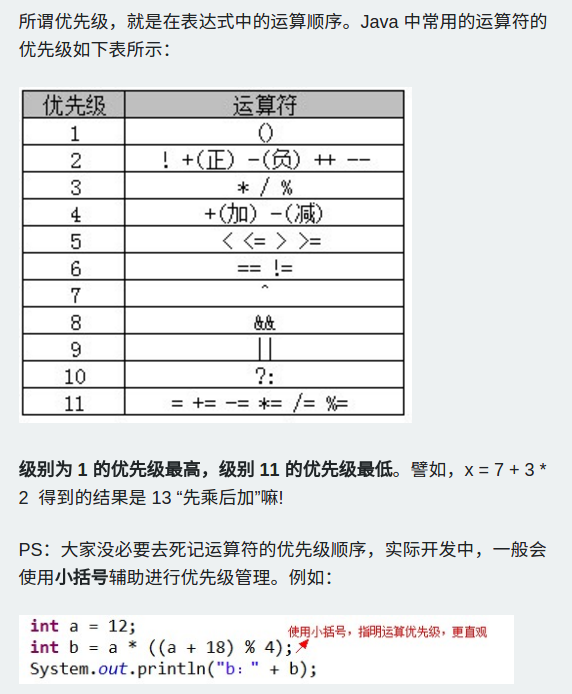 所谓优先级，就是在表达式中的运算顺序。Java 中常用的运算符的
优先级如下表所示：
优先级 运算符
1 ()
2 ! +(正) -(负) ++ --
3 * / %
4 +(加) -(减)
5 < <= > >=
6 == !=
7 ^
8 &&
9 ||
10 ?:
11 = += -= *= /= %=
级别为 1 的优先级最高，级别 11 的优先级最低。譬如，x = 7 + 3 *
2 得到的结果是 13 “先乘后加”嘛!
PS：大家没必要去死记运算符的优先级顺序，实际开发中，一般会
使用小括号辅助进行优先级管理。例如：
int a = 12;
使用小括号，指明运算优先级，更直观
int b = a * ((a + 18) % 4);
System.out.println("b：" + b);